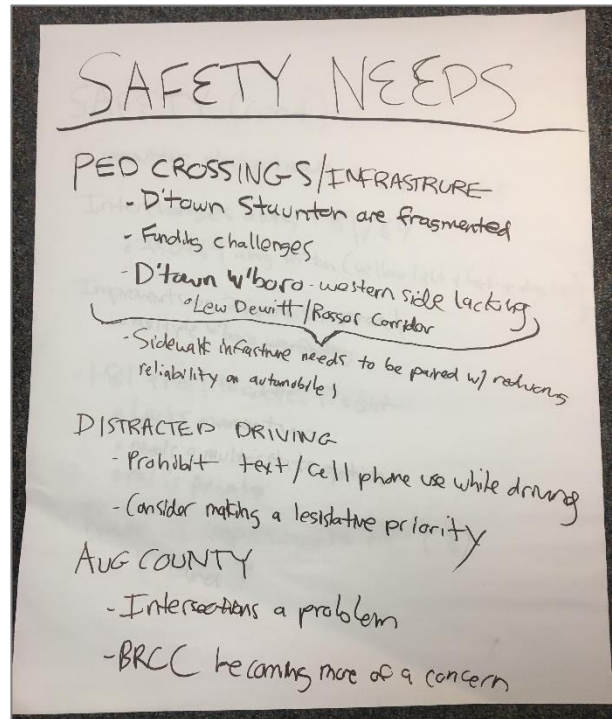 SAFETY NEEDS
PED CROSSINGS/INFRASTRURE
- D'town Staunton are fragmented
- Funding challenges
- D'town W'boro - western side lacking
° Lew Dewitt/Rosser Corridor
- Sidewalk infrasture needs to be paired w/ reducing
reliability on automobiles
DISTRACTED DRIVING
- Prohibit text/cell phone use while driving
- Consider making a legislative priority
AUG COUNTY
- Intersections a problem
- BRCC becoming more of a concern